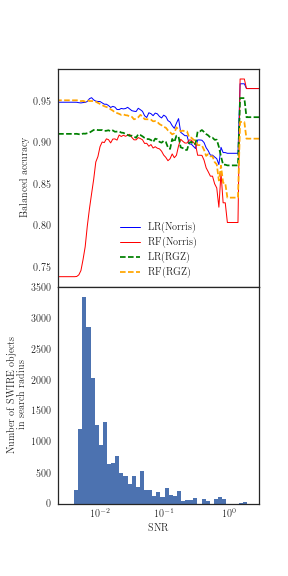 Balanced accuracy
0.95
0.90
0.85
0.80
0.75
LR(Norris)
RF(Norris)
LR(RGZ)
RF(RGZ)
Number of SWIRE objects
in search radius
3500
3000
2500
2000
1500
1000
500
0
10⁻² 10⁻¹ 10⁰
SNR